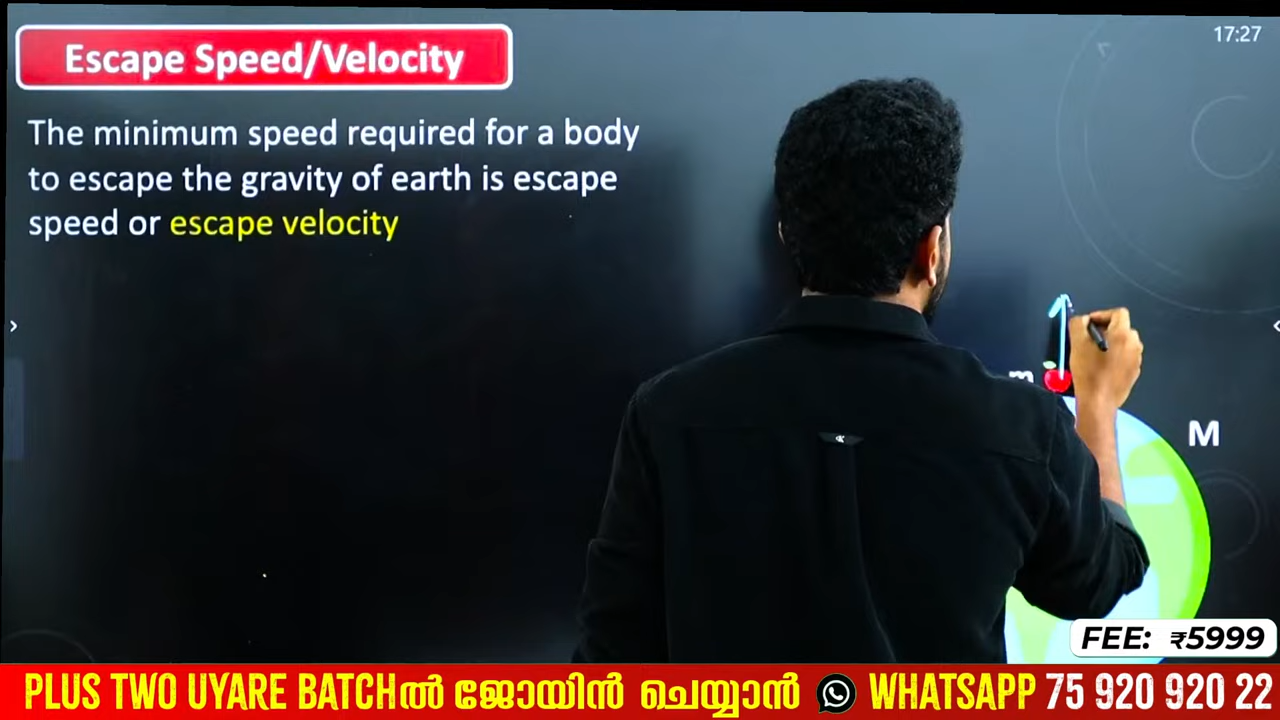 Escape Speed/Velocity
17:27
The minimum speed required for a body
to escape the gravity of earth is escape
speed or escape velocity
m
M
FEE: ₹5999
PLUS TWO UYARE BATCHൽ ജോയിൻ ചെയ്യാൻ WHATSAPP 75 920 920 22